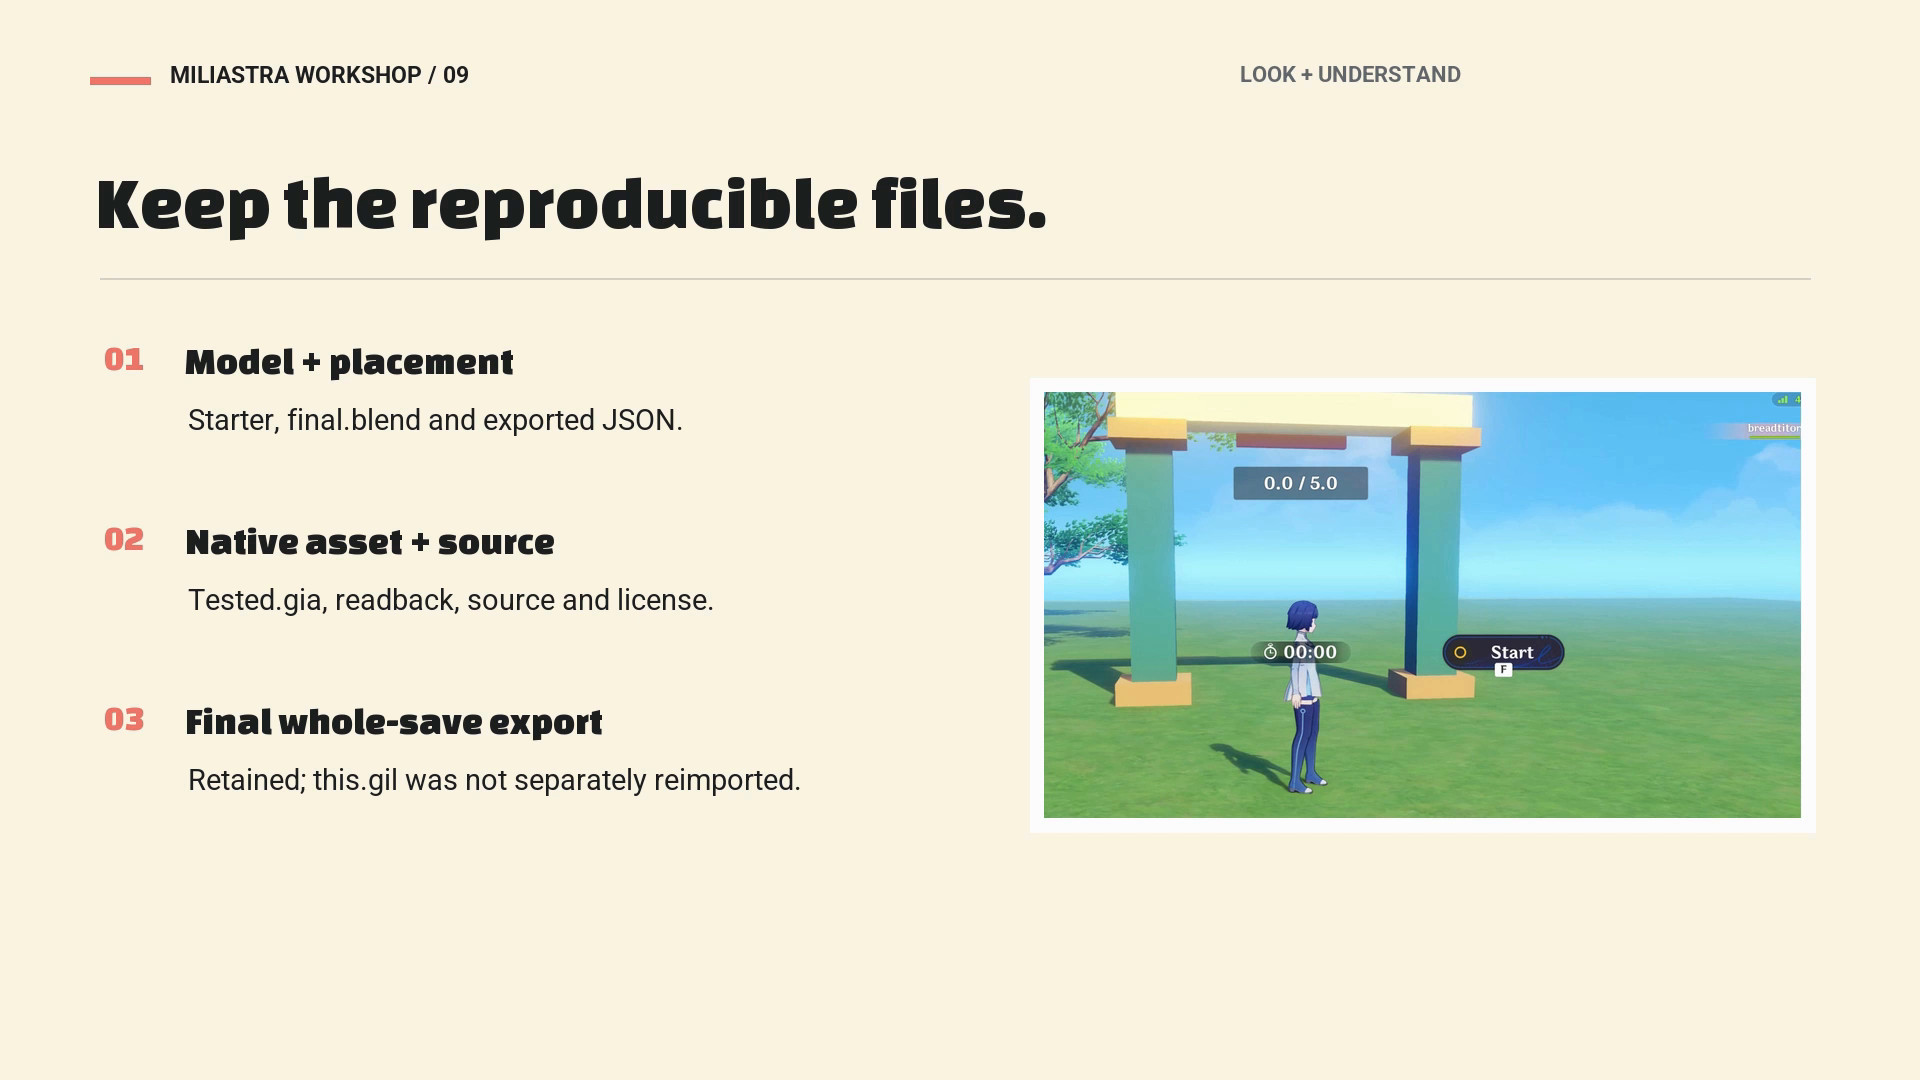 MILIASTRA WORKSHOP / 09
LOOK + UNDERSTAND
Keep the reproducible files.
01 Model + placement
Starter, final.blend and exported JSON.
02 Native asset + source
Tested.gia, readback, source and license.
03 Final whole-save export
Retained; this.gil was not separately reimported.
4
breadtitor
0.0 / 5.0
00:00
Start
F